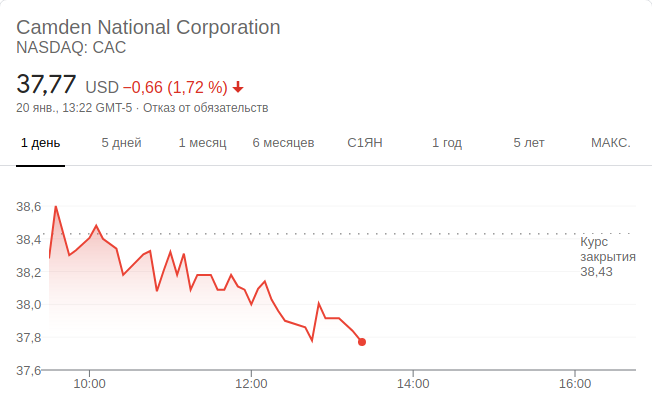 Camden National Corporation
NASDAQ: CAC
37,77 USD −0,66 (1,72 %)
20 янв., 13:22 GMT-5 · Отказ от обязательств
1 день 5 дней 1 месяц 6 месяцев С1ЯН 1 год 5 лет МАКС.
38,6
38,4
Курс
закрытия
38,43
38,2
38,0
37,8
37,6
10:00 12:00 14:00 16:00